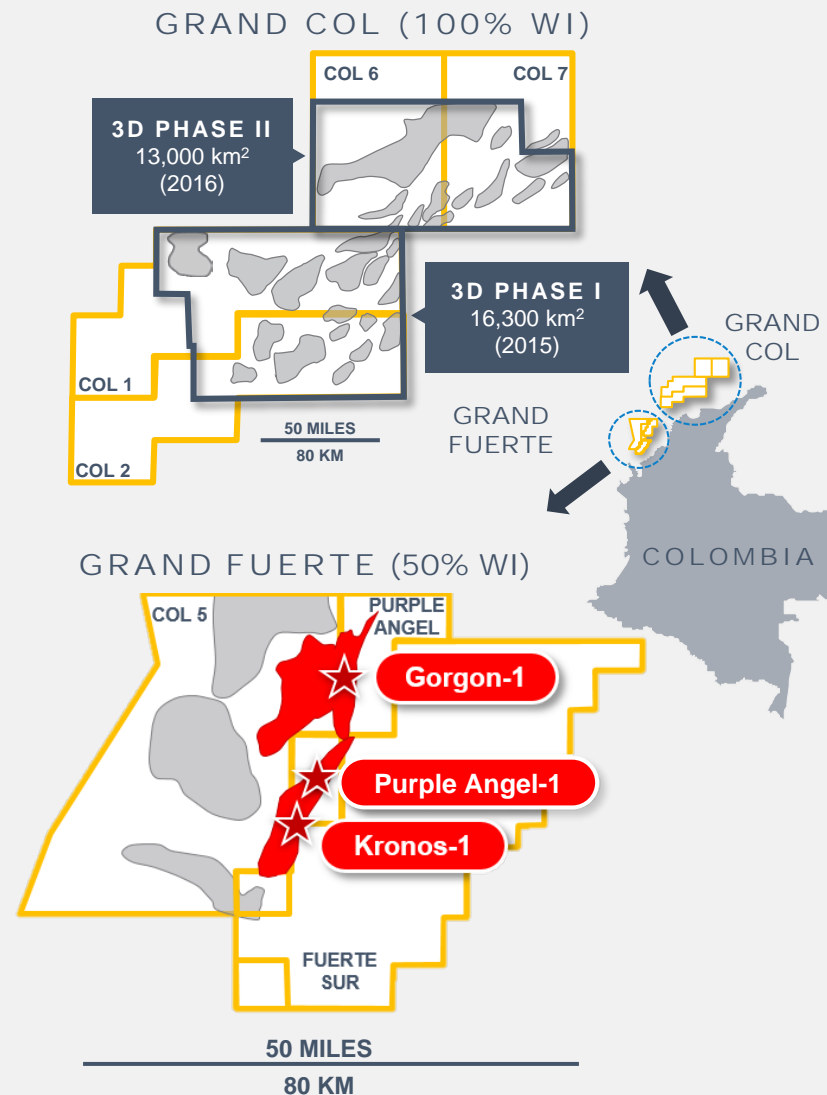 GRAND COL (100% WI)
COL 6
COL 7
3D PHASE II
13,000 km²
(2016)
3D PHASE I
16,300 km²
(2015)
COL 1
COL 2
50 MILES
80 KM
GRAND
COL
GRAND
FUERTE
COLOMBIA
GRAND FUERTE (50% WI)
COL 5
PURPLE
ANGEL
Gorgon-1
Purple Angel-1
Kronos-1
FUERTE
SUR
50 MILES
80 KM